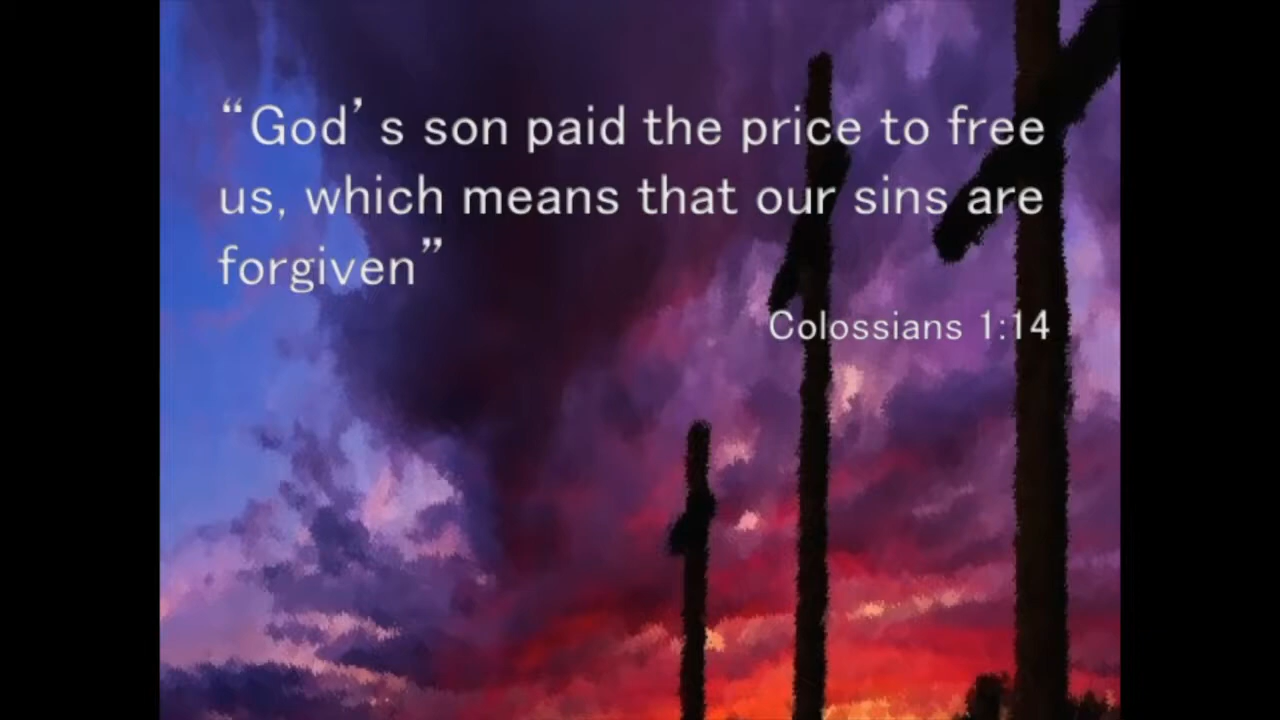 “God’s son paid the price to free
us, which means that our sins are
forgiven”
Colossians 1:14